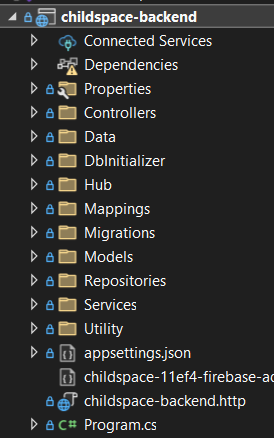 childspace-backend
Connected Services
Dependencies
Properties
Controllers
Data
DbInitializer
Hub
Mappings
Migrations
Models
Repositories
Services
Utility
appsettings.json
childspace-11ef4-firebase-ac
childspace-backend.http
C# Program.cs